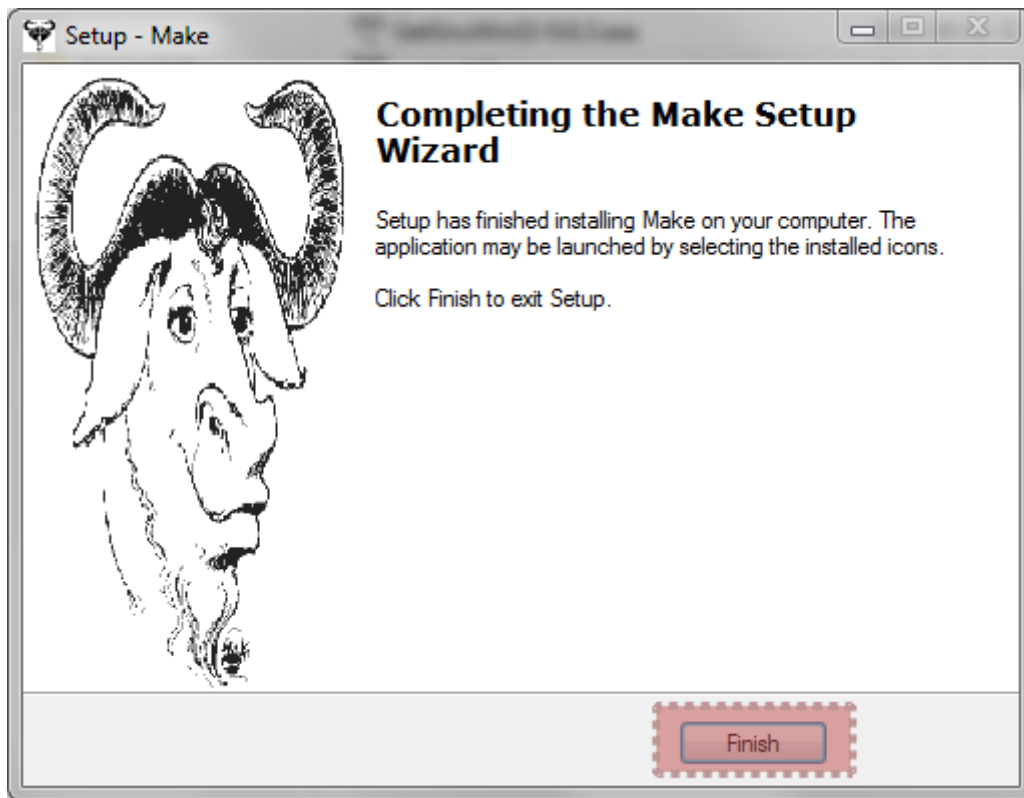 Setup - Make
Completing the Make Setup
Wizard
Setup has finished installing Make on your computer. The
application may be launched by selecting the installed icons.
Click Finish to exit Setup.
Finish